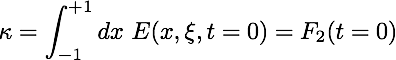 κ = ∫_{-1}^{+1} dx E(x, ξ, t = 0) = F_2(t = 0)